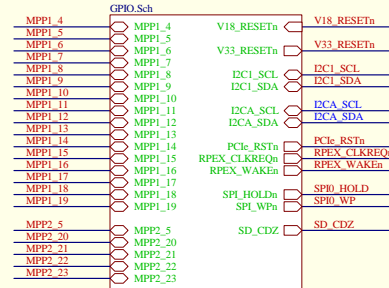 GPIO.Sch
MPP1_4 MPP1_4 V18_RESETn V18_RESETn
MPP1_5 MPP1_5
MPP1_6 MPP1_6 V33_RESETn V33_RESETn
MPP1_7 MPP1_7
MPP1_8 MPP1_8 I2C1_SCL I2C1_SCL
MPP1_9 MPP1_9 I2C1_SDA I2C1_SDA
MPP1_10 MPP1_10
MPP1_11 MPP1_11 I2CA_SCL I2CA_SCL
MPP1_12 MPP1_12 I2CA_SDA I2CA_SDA
MPP1_13 MPP1_13
MPP1_14 MPP1_14 PCIe_RSTn PCIe_RSTn
MPP1_15 MPP1_15 RPEX_CLKREQn RPEX_CLKREQn
MPP1_16 MPP1_16 RPEX_WAKEn RPEX_WAKEn
MPP1_17 MPP1_17
MPP1_18 MPP1_18 SPI_HOLDn SPI0_HOLD
MPP1_19 MPP1_19 SPI_WPn SPI0_WP
MPP2_5 MPP2_5 SD_CDZ SD_CDZ
MPP2_20 MPP2_20
MPP2_21 MPP2_21
MPP2_22 MPP2_22
MPP2_23 MPP2_23